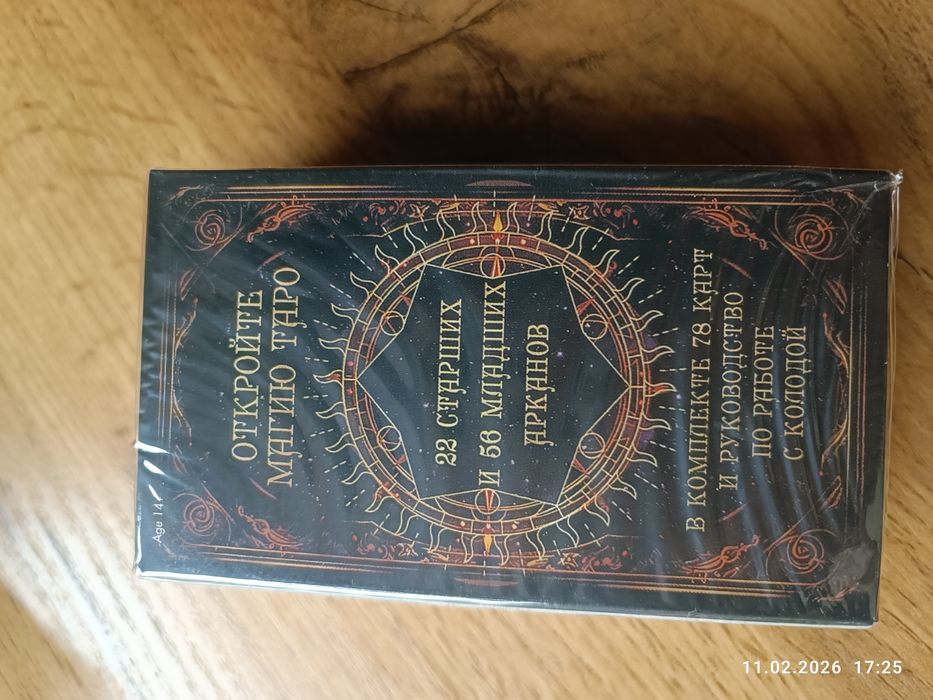 ОТКРОЙТЕ
МАГИЮ ТАРО
22 СТАРШИХ
И 56 МЛАДШИХ
АРКАНОВ
В КОМПЛЕКТЕ 78 КАРТ
И РУКОВОДСТВО
ПО РАБОТЕ
С КОЛОДОЙ
Age 14
11.02.2026 17:25